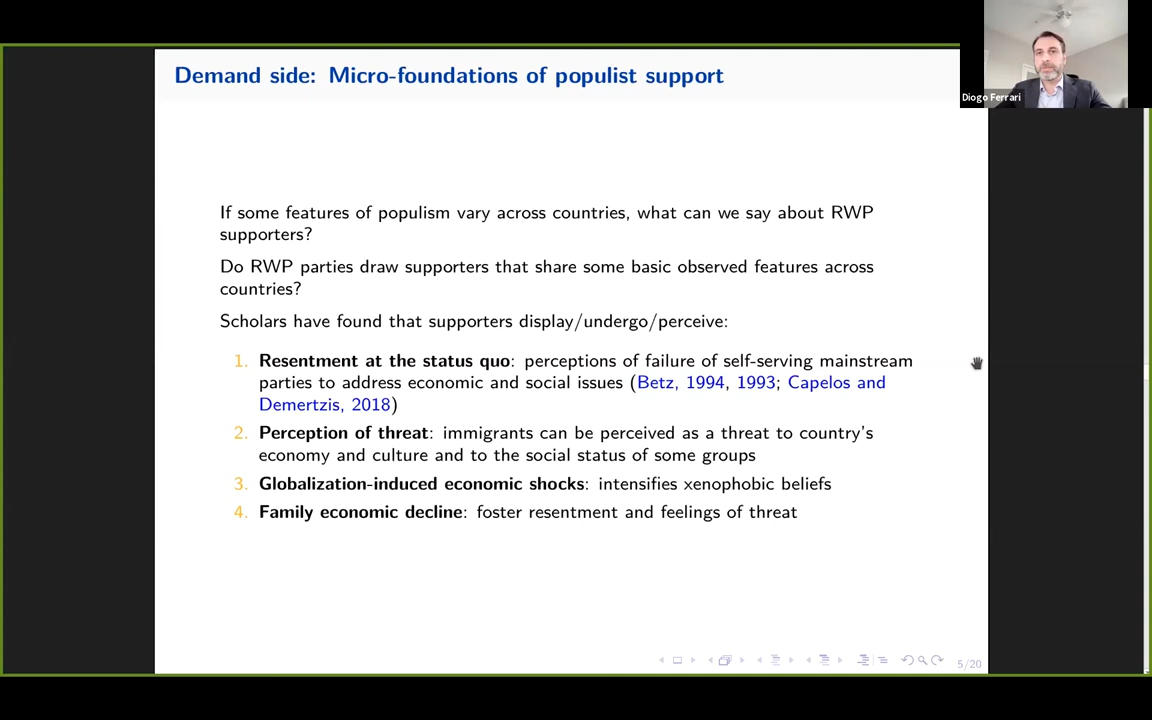 Demand side: Micro-foundations of populist support
Diogo Ferrari
If some features of populism vary across countries, what can we say about RWP
supporters?
Do RWP parties draw supporters that share some basic observed features across
countries?
Scholars have found that supporters display/undergo/perceive:
1. Resentment at the status quo: perceptions of failure of self-serving mainstream
parties to address economic and social issues (Betz, 1994, 1993; Capelos and
Demertzis, 2018)
2. Perception of threat: immigrants can be perceived as a threat to country's
economy and culture and to the social status of some groups
3. Globalization-induced economic shocks: intensifies xenophobic beliefs
4. Family economic decline: foster resentment and feelings of threat
5/20